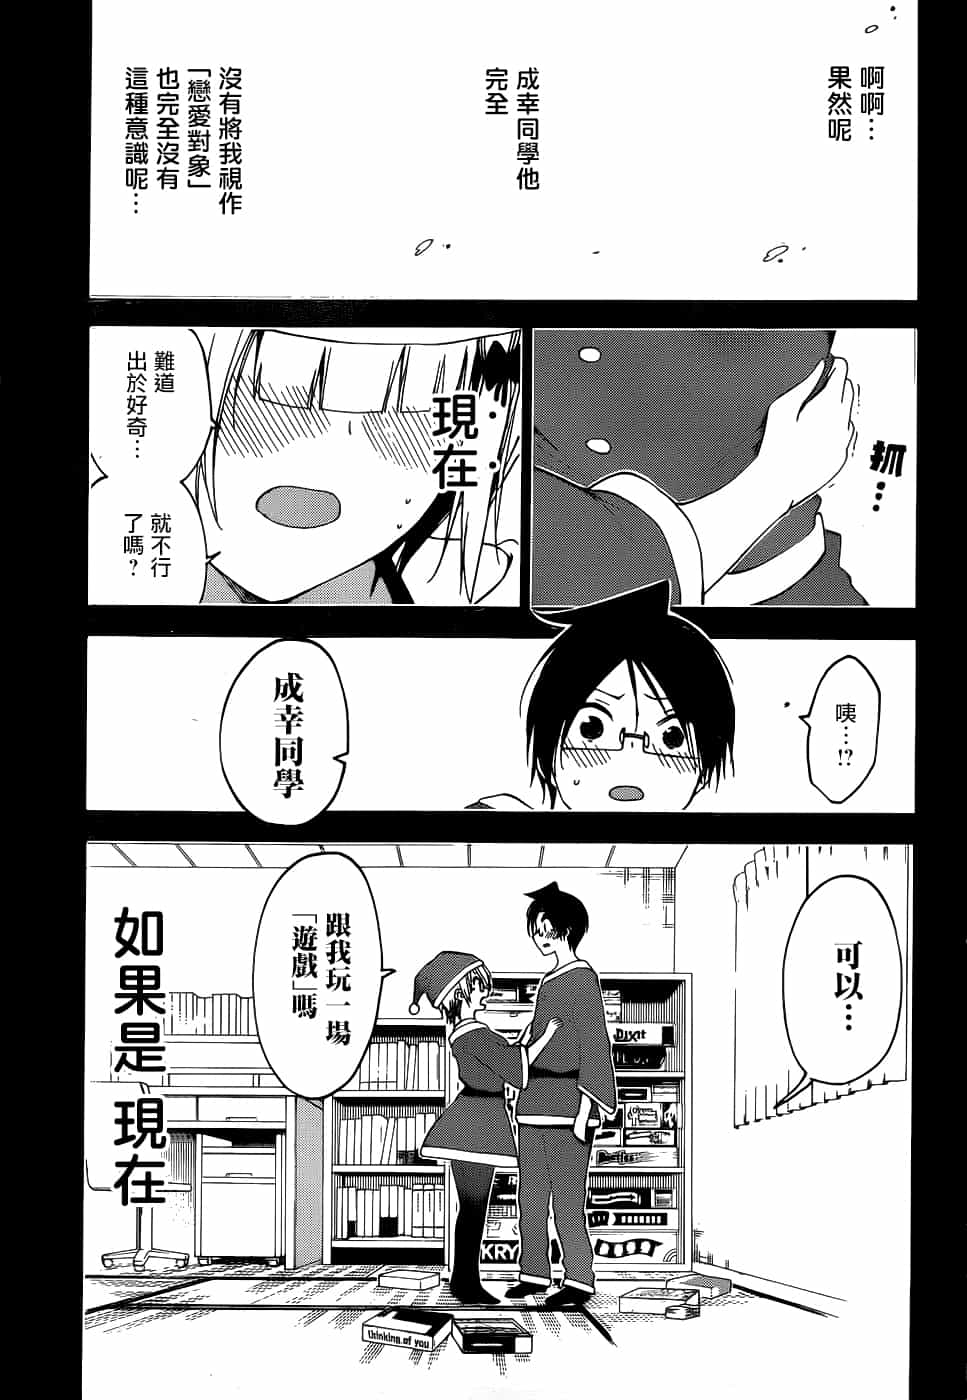 啊啊…
果然呢
成幸同學他
完全
沒有將我視作
「戀愛對象」
也完全沒有
這種意識呢…
抓…
現在
難道
出於好奇…
就不行
了嗎？
咦…!?
成幸同學
可以…
跟我玩一場
「遊戲」嗎
如果是
現在
DiXit
KRY
thinking of you